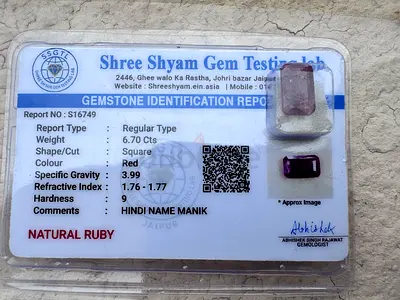 SSGTL
Shree Shyam Gem Testing Lab
2446, Ghee walo Ka Rastha, Johri bazar Jaipur
Website : Shreeshyam.ein.asia | Mobile :
GEMSTONE IDENTIFICATION REPO
Report NO : S16749
Report Type : Regular Type
Weight : 6.70 Cts
Shape/Cut : Square
Colour : Red
Specific Gravity : 3.99
Refractive Index : 1.76 - 1.77
Hardness : 9
Comments : HINDI NAME MANIK
* Approx Image
JAIPUR
NATURAL RUBY
ABHISHEK SINGH RAJAWAT
GEMOLOGIST